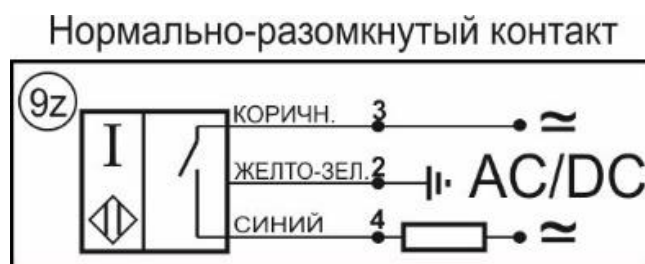 Нормально-разомкнутый контакт
9z
I
КОРИЧН. 3
≃
ЖЕЛТО-ЗЕЛ. 2
AC/DC
СИНИЙ 4
≃